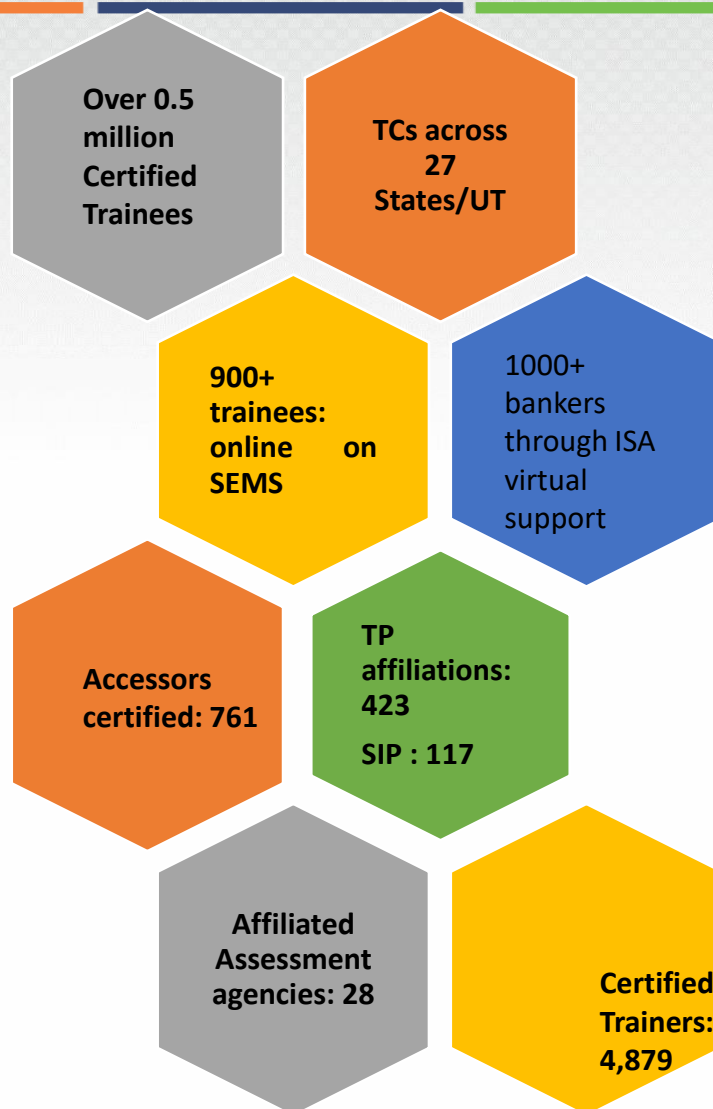 Over 0.5
million
Certified
Trainees
TCs across
27
States/UT
900+
trainees:
online on
SEMS
1000+
bankers
through ISA
virtual
support
Accessors
certified: 761
TP
affiliations:
423
SIP : 117
Affiliated
Assessment
agencies: 28
Certified
Trainers:
4,879